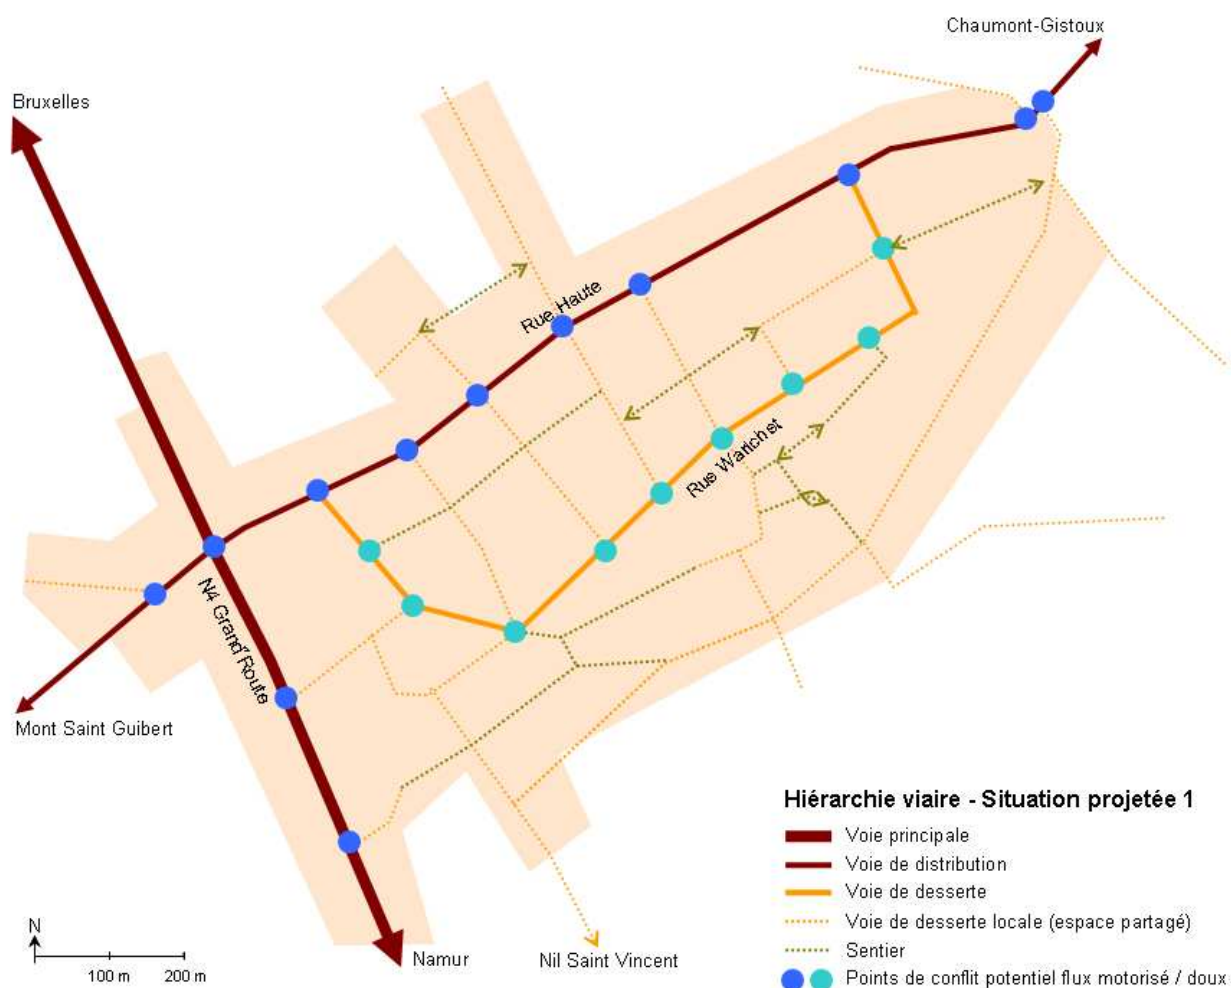 Chaumont-Gistoux
Bruxelles
Rue Haute
Rue Warichet
N4 Grand'Route
Mont Saint Guibert
Hiérarchie viaire - Situation projetée 1
Voie principale
Voie de distribution
Voie de desserte
Voie de desserte locale (espace partagé)
Sentier
Points de conflit potentiel flux motorisé / doux
N
100 m
200 m
Namur
Nil Saint Vincent